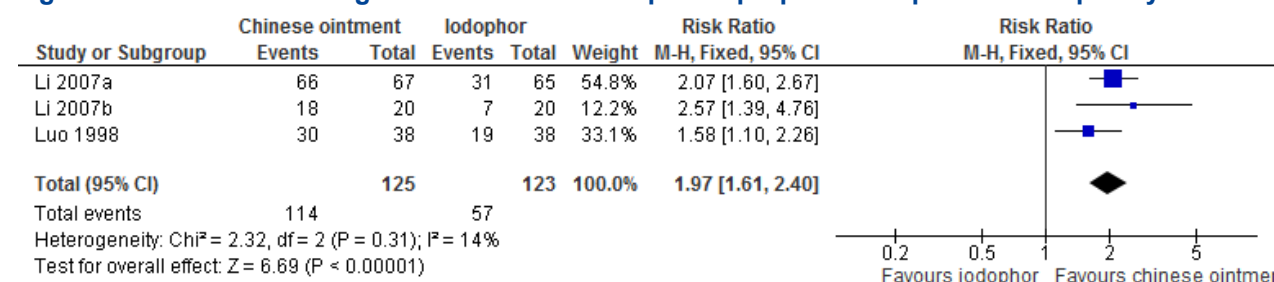 Chinese ointment Iodophor Risk Ratio Risk Ratio
Study or Subgroup Events Total Events Total Weight M-H, Fixed, 95% CI M-H, Fixed, 95% CI
Li 2007a 66 67 31 65 54.8% 2.07 [1.60, 2.67]
Li 2007b 18 20 7 20 12.2% 2.57 [1.39, 4.76]
Luo 1998 30 38 19 38 33.1% 1.58 [1.10, 2.26]
Total (95% CI) 125 123 100.0% 1.97 [1.61, 2.40]
Total events 114 57
Heterogeneity: Chi² = 2.32, df = 2 (P = 0.31); I² = 14%
Test for overall effect: Z = 6.69 (P < 0.00001)
0.2 0.5 1 2 5
Favours iodophor Favours chinese ointmen